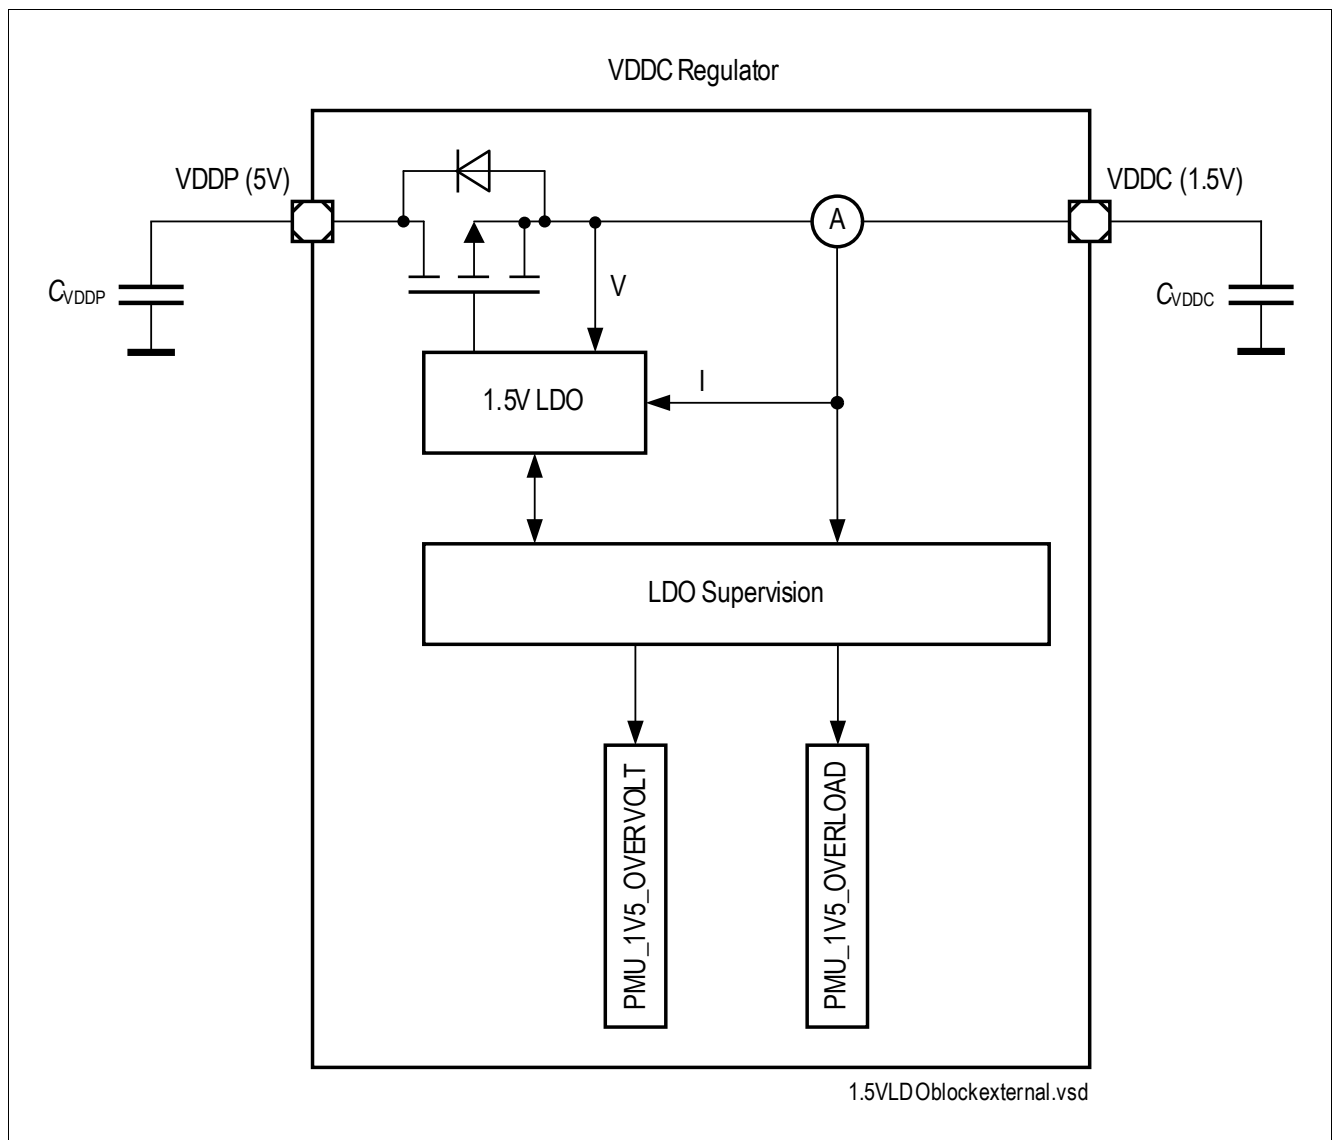 VDDC Regulator
VDDP (5V)
VDDC (1.5V)
A
CVDDP
V
CVDDC
I
1.5V LDO
LDO Supervision
PMU_1V5_OVERVOLT
PMU_1V5_OVERLOAD
1.5VLDOblockexternal.vsd